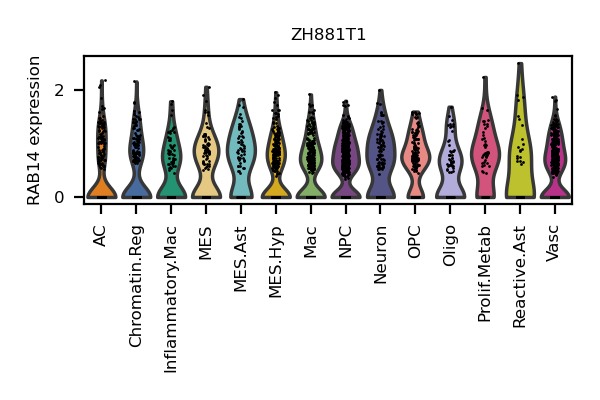 ZH881T1
RAB14 expression
2
0
AC
Chromatin.Reg
Inflammatory.Mac
MES
MES.Ast
MES.Hyp
Mac
NPC
Neuron
OPC
Oligo
Prolif.Metab
Reactive.Ast
Vasc